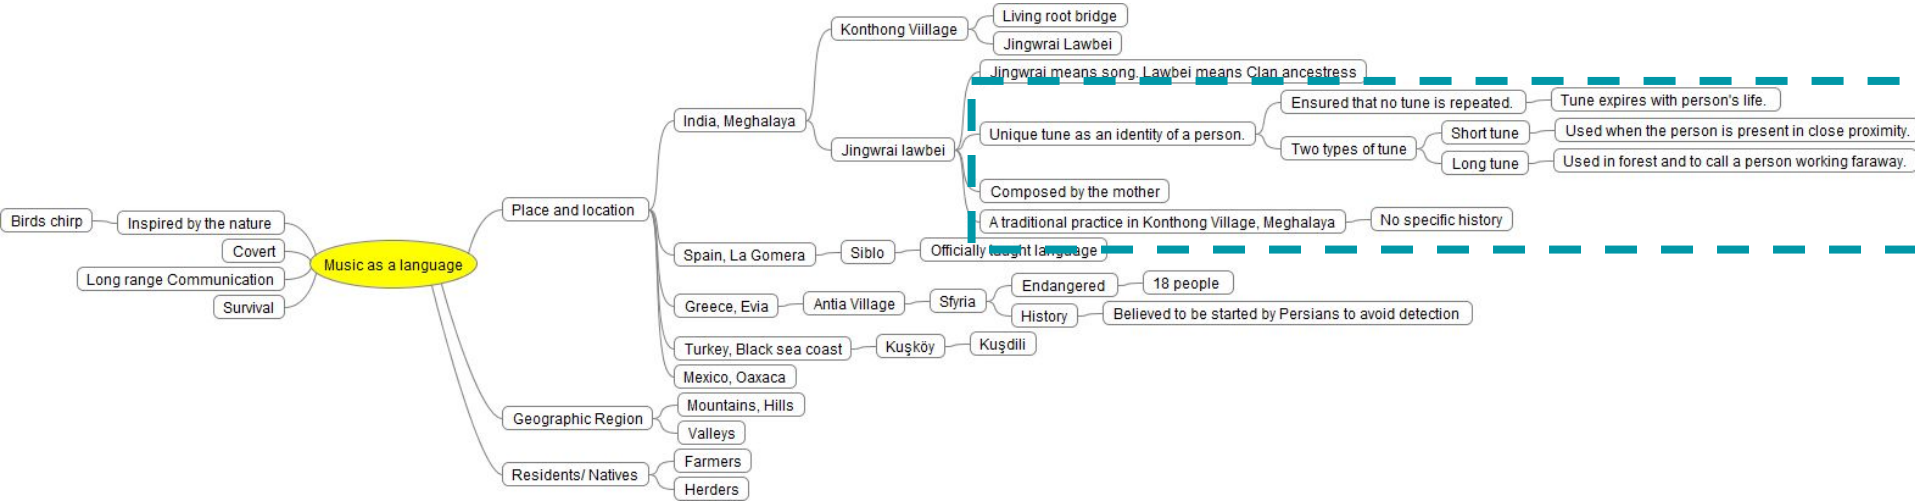 Music as a language
Inspired by the nature
Birds chirp
Covert
Long range Communication
Survival
Place and location
India, Meghalaya
Konthong Viillage
Living root bridge
Jingwrai Lawbei
Jingwrai lawbei
Jingwrai means song. Lawbei means Clan ancestress
Unique tune as an identity of a person.
Ensured that no tune is repeated.
Tune expires with person's life.
Two types of tune
Short tune
Used when the person is present in close proximity.
Long tune
Used in forest and to call a person working faraway.
Composed by the mother
A traditional practice in Konthong Village, Meghalaya
No specific history
Spain, La Gomera
Siblo
Officially taught language
Greece, Evia
Antia Village
Sfyria
Endangered
18 people
History
Believed to be started by Persians to avoid detection
Turkey, Black sea coast
Kuşköy
Kuşdili
Mexico, Oaxaca
Geographic Region
Mountains, Hills
Valleys
Residents/ Natives
Farmers
Herders